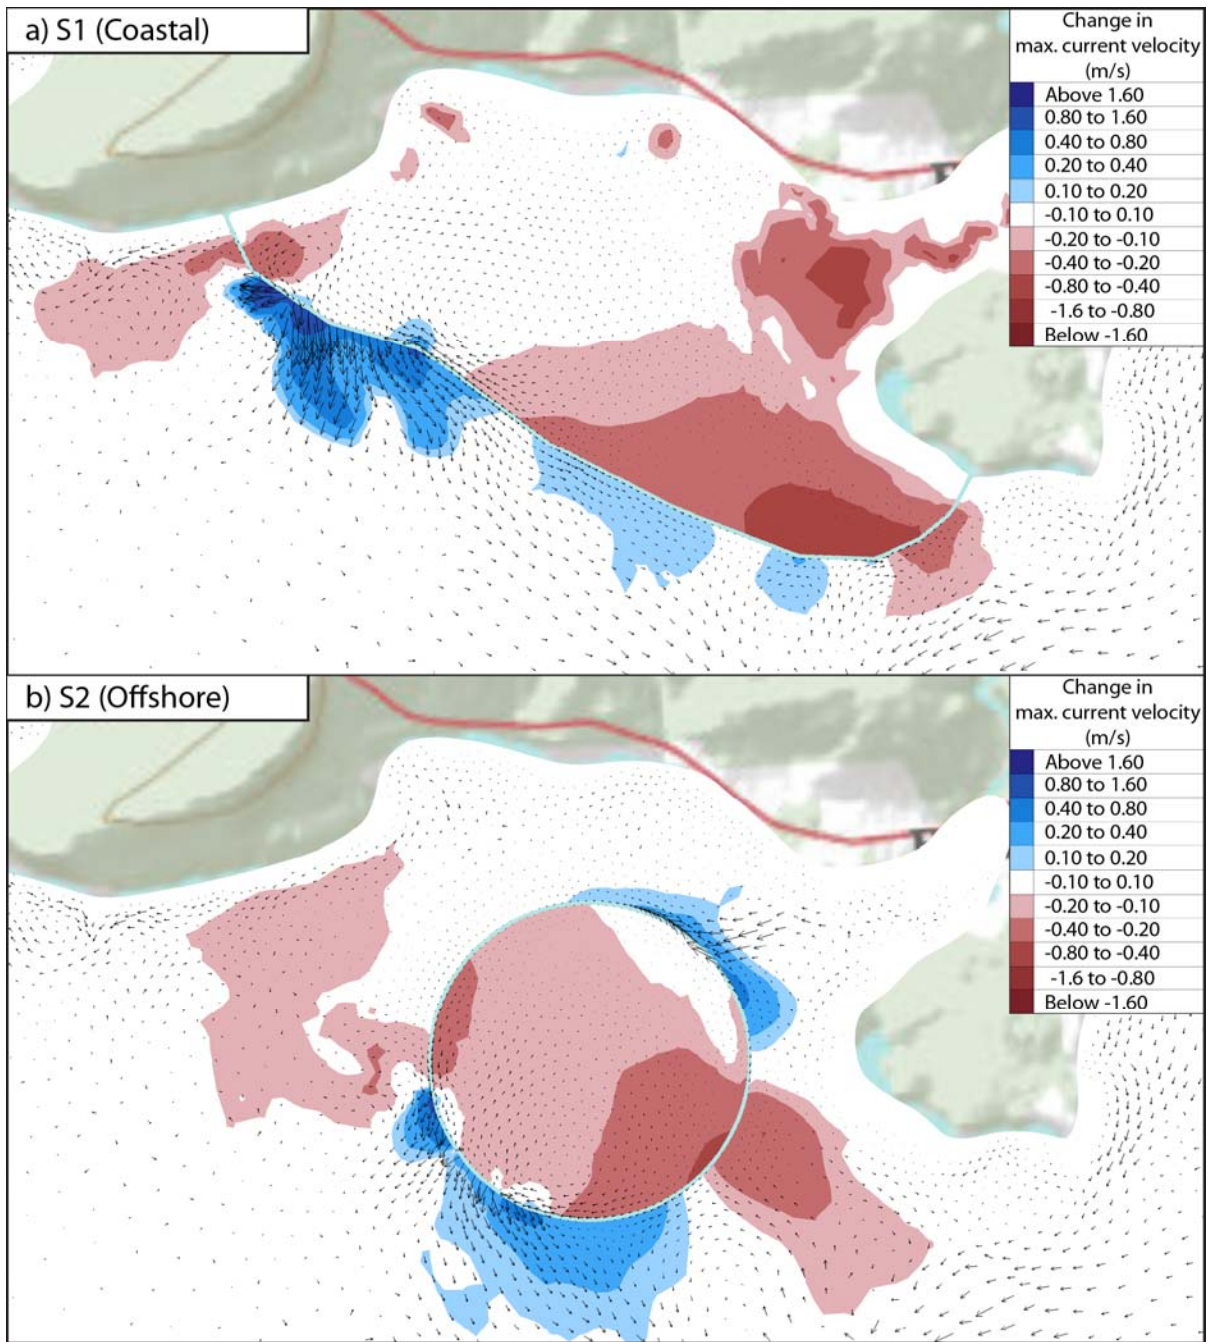 a) S1 (Coastal)
Change in
max. current velocity
(m/s)
Above 1.60
0.80 to 1.60
0.40 to 0.80
0.20 to 0.40
0.10 to 0.20
-0.10 to 0.10
-0.20 to -0.10
-0.40 to -0.20
-0.80 to -0.40
-1.6 to -0.80
Below -1.60
b) S2 (Offshore)
Change in
max. current velocity
(m/s)
Above 1.60
0.80 to 1.60
0.40 to 0.80
0.20 to 0.40
0.10 to 0.20
-0.10 to 0.10
-0.20 to -0.10
-0.40 to -0.20
-0.80 to -0.40
-1.6 to -0.80
Below -1.60